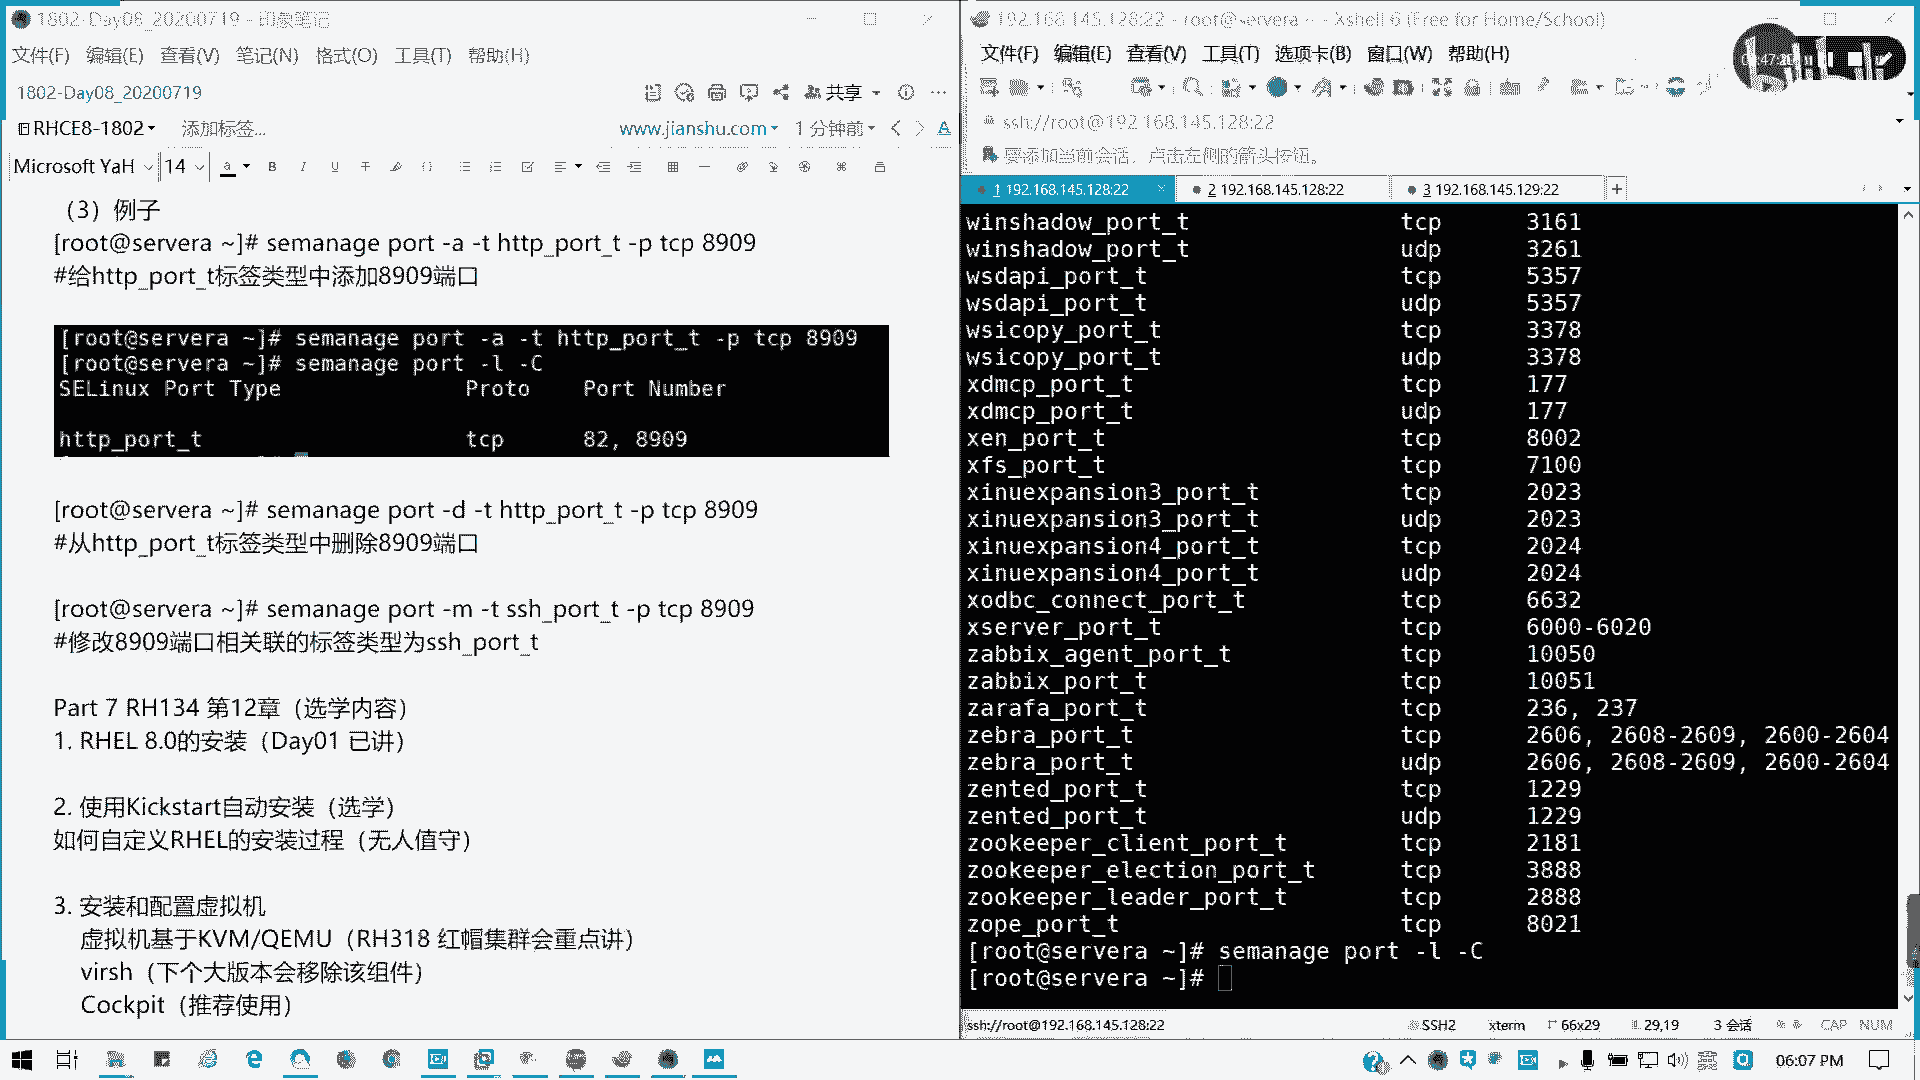 1802-Day08_20200719 - 印象笔记
文件(F) 编辑(E) 查看(V) 笔记(N) 格式(O) 工具(T) 帮助(H)
1802-Day08_20200719
共享
RHCE8-1802
添加标签...
www.jianshu.com
1 分钟前
Microsoft YaH
14
（3）例子
[root@servera ~]# semanage port -a -t http_port_t -p tcp 8909
#给http_port_t标签类型中添加8909端口
[root@servera ~]# semanage port -a -t http_port_t -p tcp 8909
[root@servera ~]# semanage port -l -C
SELinux Port Type Proto Port Number
http_port_t tcp 82, 8909
[root@servera ~]# semanage port -d -t http_port_t -p tcp 8909
#从http_port_t标签类型中删除8909端口
[root@servera ~]# semanage port -m -t ssh_port_t -p tcp 8909
#修改8909端口相关联的标签类型为ssh_port_t
Part 7 RH134 第12章（选学内容）
1. RHEL 8.0的安装（Day01 已讲）
2. 使用Kickstart自动安装（选学）
如何自定义RHEL的安装过程（无人值守）
3. 安装和配置虚拟机
虚拟机基于KVM/QEMU（RH318 红帽集群会重点讲）
virsh（下个大版本会移除该组件）
Cockpit（推荐使用）
192.168.145.128:22 - root@servera:~ - Xshell 6 (Free for Home/School)
文件(F) 编辑(E) 查看(V) 工具(T) 选项卡(B) 窗口(W) 帮助(H)
ssh://root@192.168.145.128:22
要添加当前会话，点击左侧的箭头按钮。
1 192.168.145.128:22
2 192.168.145.128:22
3 192.168.145.129:22
winshadow_port_t tcp 3161
winshadow_port_t udp 3261
wsdapi_port_t tcp 5357
wsdapi_port_t udp 5357
wsicopy_port_t tcp 3378
wsicopy_port_t udp 3378
xdmcp_port_t tcp 177
xdmcp_port_t udp 177
xen_port_t tcp 8002
xfs_port_t tcp 7100
xinuexpansion3_port_t tcp 2023
xinuexpansion3_port_t udp 2023
xinuexpansion4_port_t tcp 2024
xinuexpansion4_port_t udp 2024
xodbc_connect_port_t tcp 6632
xserver_port_t tcp 6000-6020
zabbix_agent_port_t tcp 10050
zabbix_port_t tcp 10051
zarafa_port_t tcp 236, 237
zebra_port_t tcp 2606, 2608-2609, 2600-2604
zebra_port_t udp 2606, 2608-2609, 2600-2604
zented_port_t tcp 1229
zented_port_t udp 1229
zookeeper_client_port_t tcp 2181
zookeeper_election_port_t tcp 3888
zookeeper_leader_port_t tcp 2888
zope_port_t tcp 8021
[root@servera ~]# semanage port -l -C
[root@servera ~]#
ssh://root@192.168.145.128:22
SSH2 xterm 66x29 29,19 3 会话 CAP NUM
英
06:07 PM